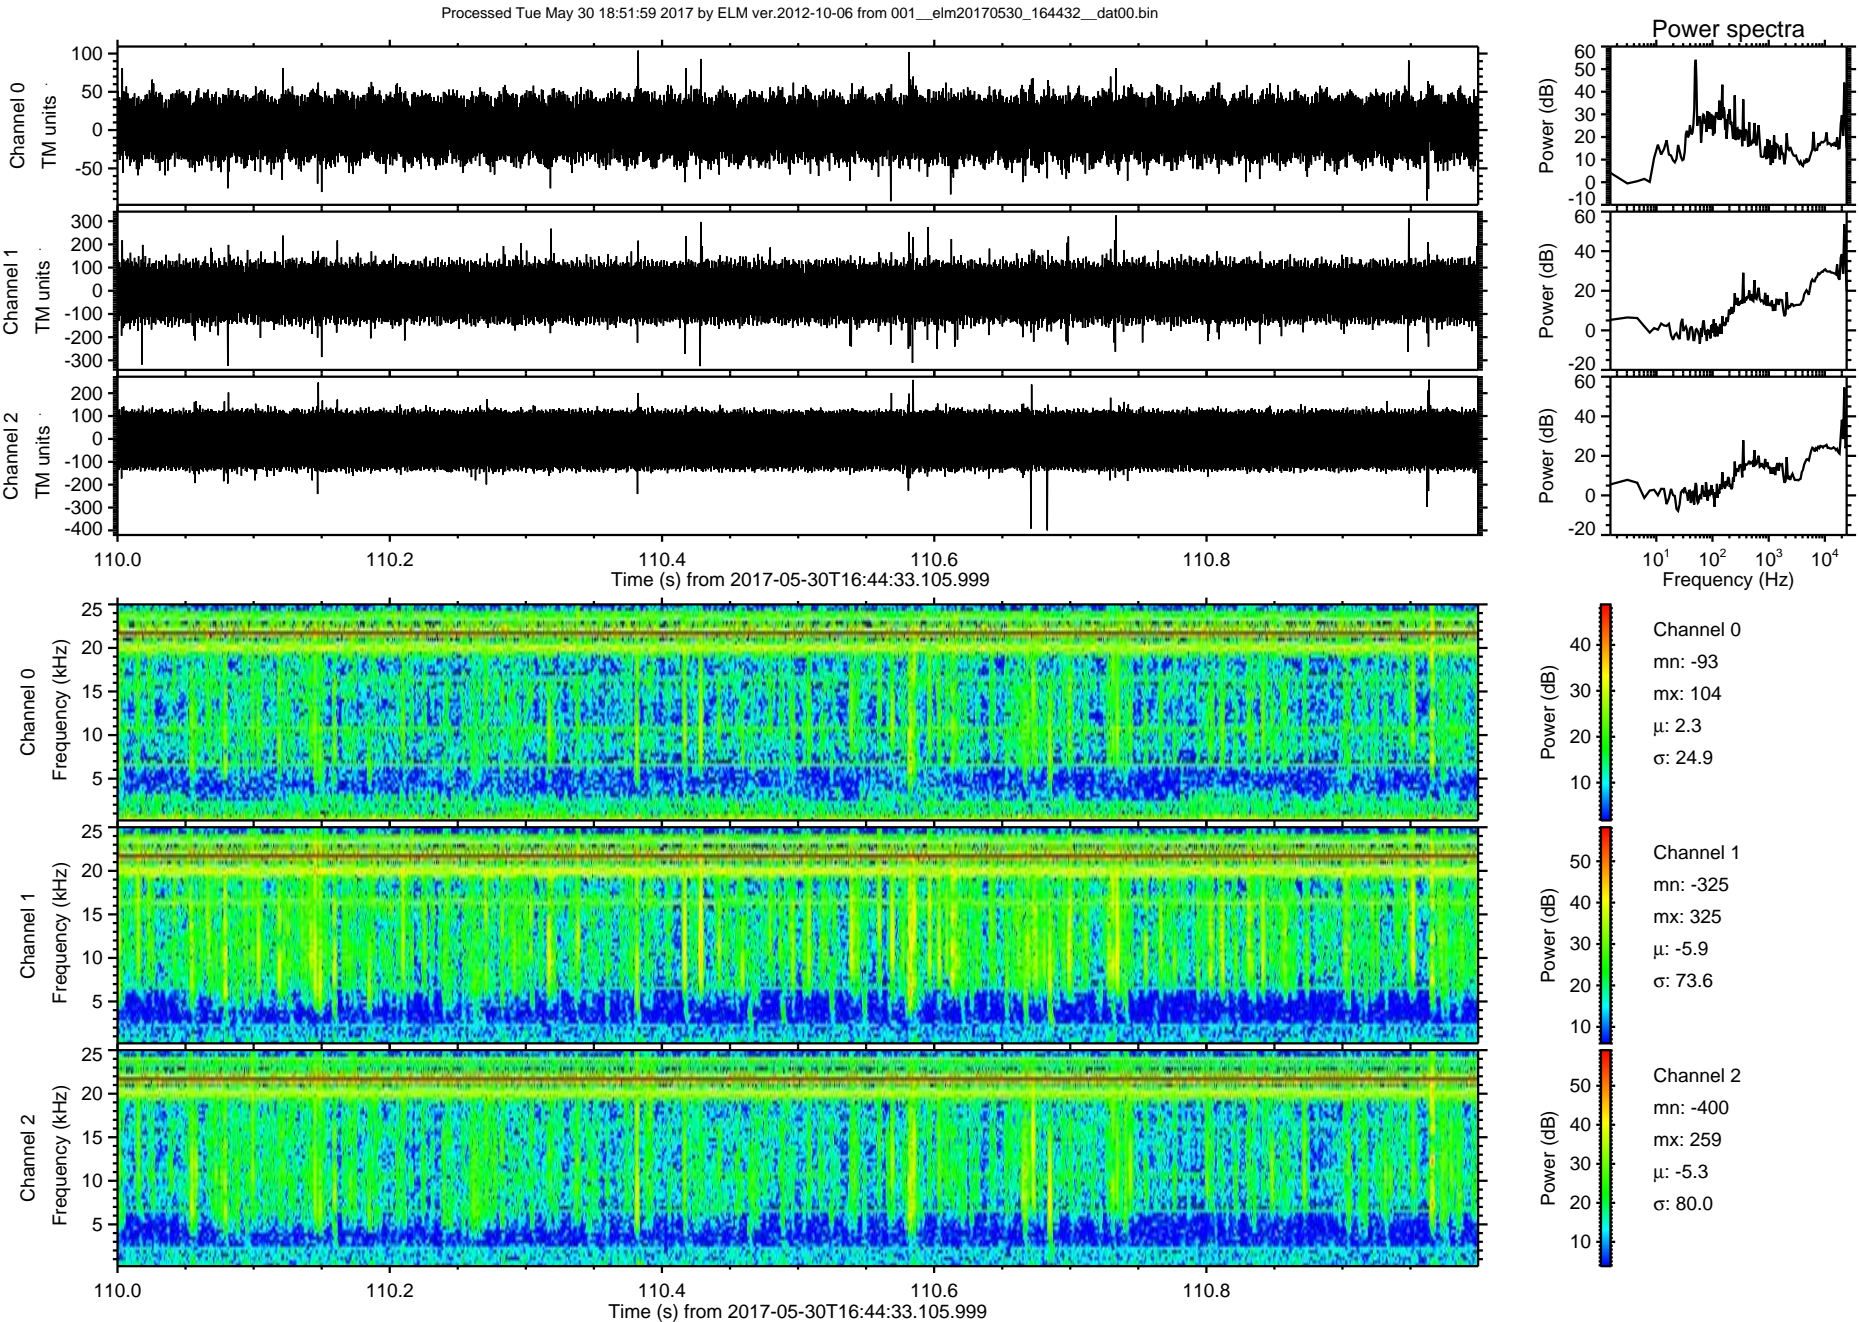 Processed Tue May 30 18:51:59 2017 by ELM ver.2012-10-06 from 001__elm20170530_164432__dat00.bin
Power spectra
Channel 0
TM units
100
50
0
-50
Power (dB)
60
50
40
30
20
10
0
-10
Channel 1
TM units
300
200
100
0
-100
-200
-300
Power (dB)
60
40
20
0
-20
Channel 2
TM units
200
100
0
-100
-200
-300
-400
Power (dB)
60
40
20
0
-20
110.0 110.2 110.4 110.6 110.8
Time (s) from 2017-05-30T16:44:33.105.999
10¹ 10² 10³ 10⁴
Frequency (Hz)
Channel 0
Frequency (kHz)
25
20
15
10
5
Power (dB)
40
30
20
10
Channel 0
mn: -93
mx: 104
μ: 2.3
σ: 24.9
Channel 1
Frequency (kHz)
25
20
15
10
5
Power (dB)
50
40
30
20
10
Channel 1
mn: -325
mx: 325
μ: -5.9
σ: 73.6
Channel 2
Frequency (kHz)
25
20
15
10
5
Power (dB)
50
40
30
20
10
Channel 2
mn: -400
mx: 259
μ: -5.3
σ: 80.0
110.0 110.2 110.4 110.6 110.8
Time (s) from 2017-05-30T16:44:33.105.999